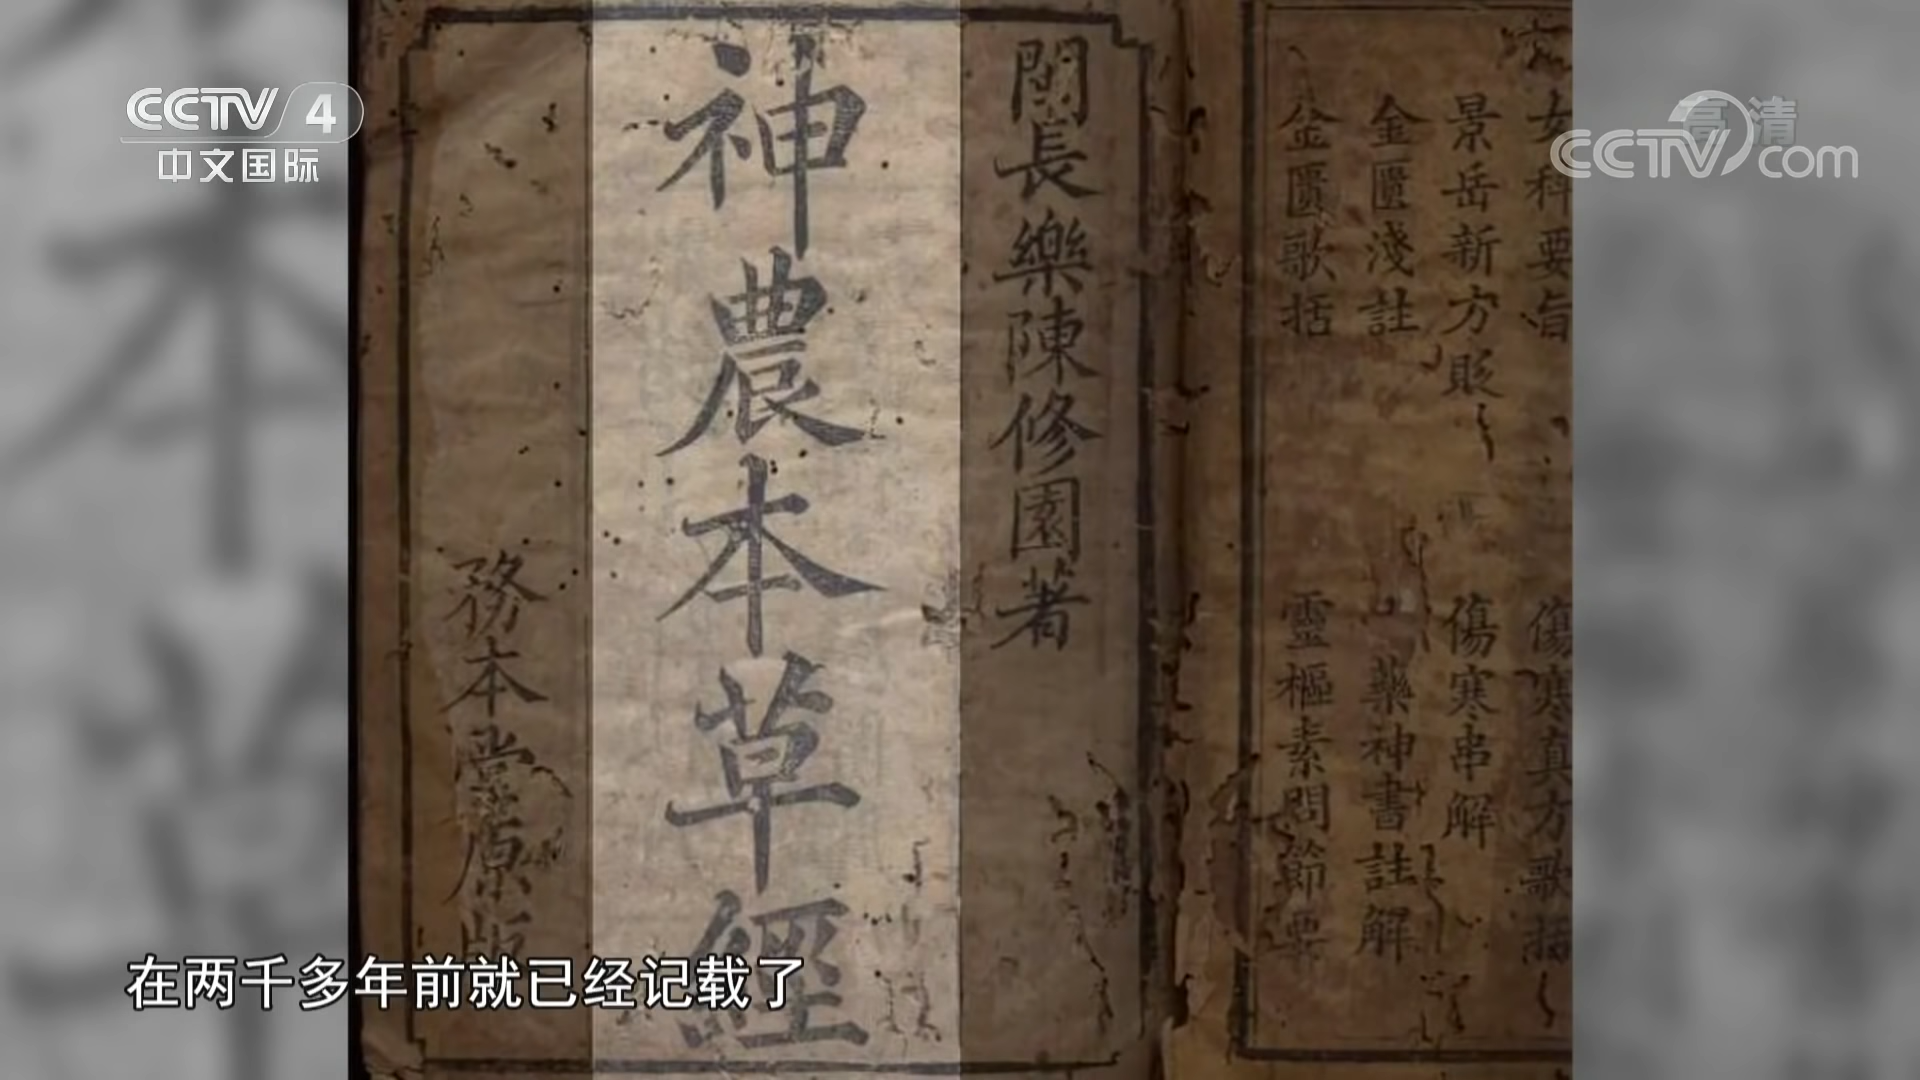 CCTV 4
中文国际
高清
CCTV.com
女科要旨
傷寒真方歌括
景岳新方貶
傷寒串解
金匱淺註
藥神書註解
金匱歌括
靈樞素問節要
閩長樂陳修園著
神農本草經
務本堂原版
在两千多年前就已经记载了